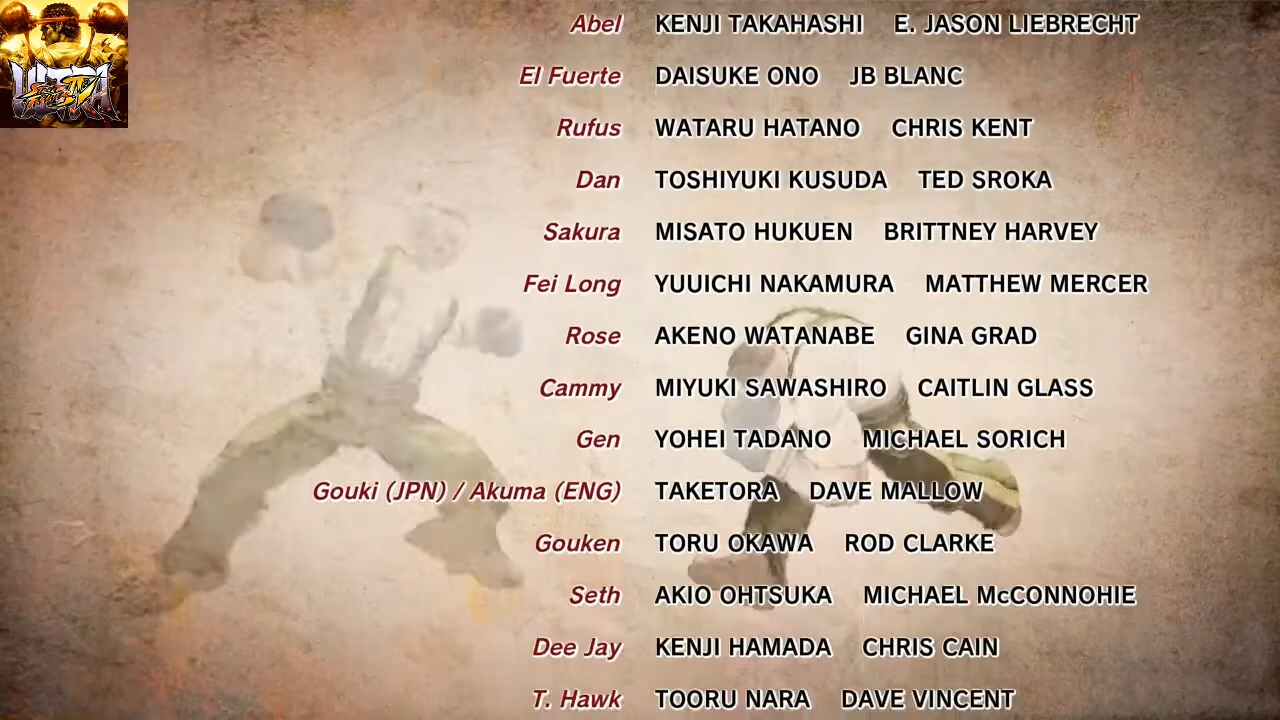 Abel KENJI TAKAHASHI E. JASON LIEBRECHT
El Fuerte DAISUKE ONO JB BLANC
Rufus WATARU HATANO CHRIS KENT
Dan TOSHIYUKI KUSUDA TED SROKA
Sakura MISATO HUKUEN BRITTNEY HARVEY
Fei Long YUUICHI NAKAMURA MATTHEW MERCER
Rose AKENO WATANABE GINA GRAD
Cammy MIYUKI SAWASHIRO CAITLIN GLASS
Gen YOHEI TADANO MICHAEL SORICH
Gouki (JPN) / Akuma (ENG) TAKETORA DAVE MALLOW
Gouken TORU OKAWA ROD CLARKE
Seth AKIO OHTSUKA MICHAEL McCONNOHIE
Dee Jay KENJI HAMADA CHRIS CAIN
T. Hawk TOORU NARA DAVE VINCENT
ULTRA